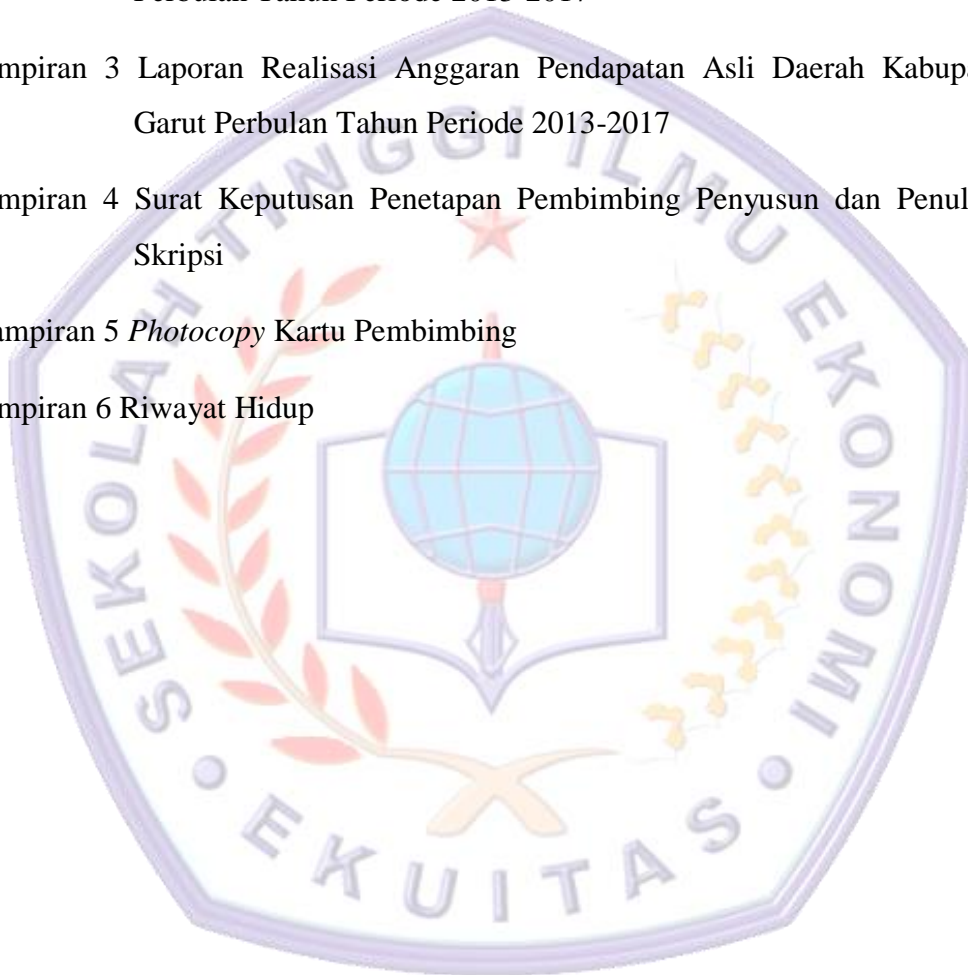 Perbulan Tahun Periode 2013-2017
mpiran 3 Laporan Realisasi Anggaran Pendapatan Asli Daerah Kabupa
Garut Perbulan Tahun Periode 2013-2017
mpiran 4 Surat Keputusan Penetapan Pembimbing Penyusun dan Penul
Skripsi
ampiran 5 Photocopy Kartu Pembimbing
mpiran 6 Riwayat Hidup
SEKOLAH TINGGI ILMU EKONOMI
• EKUITAS •